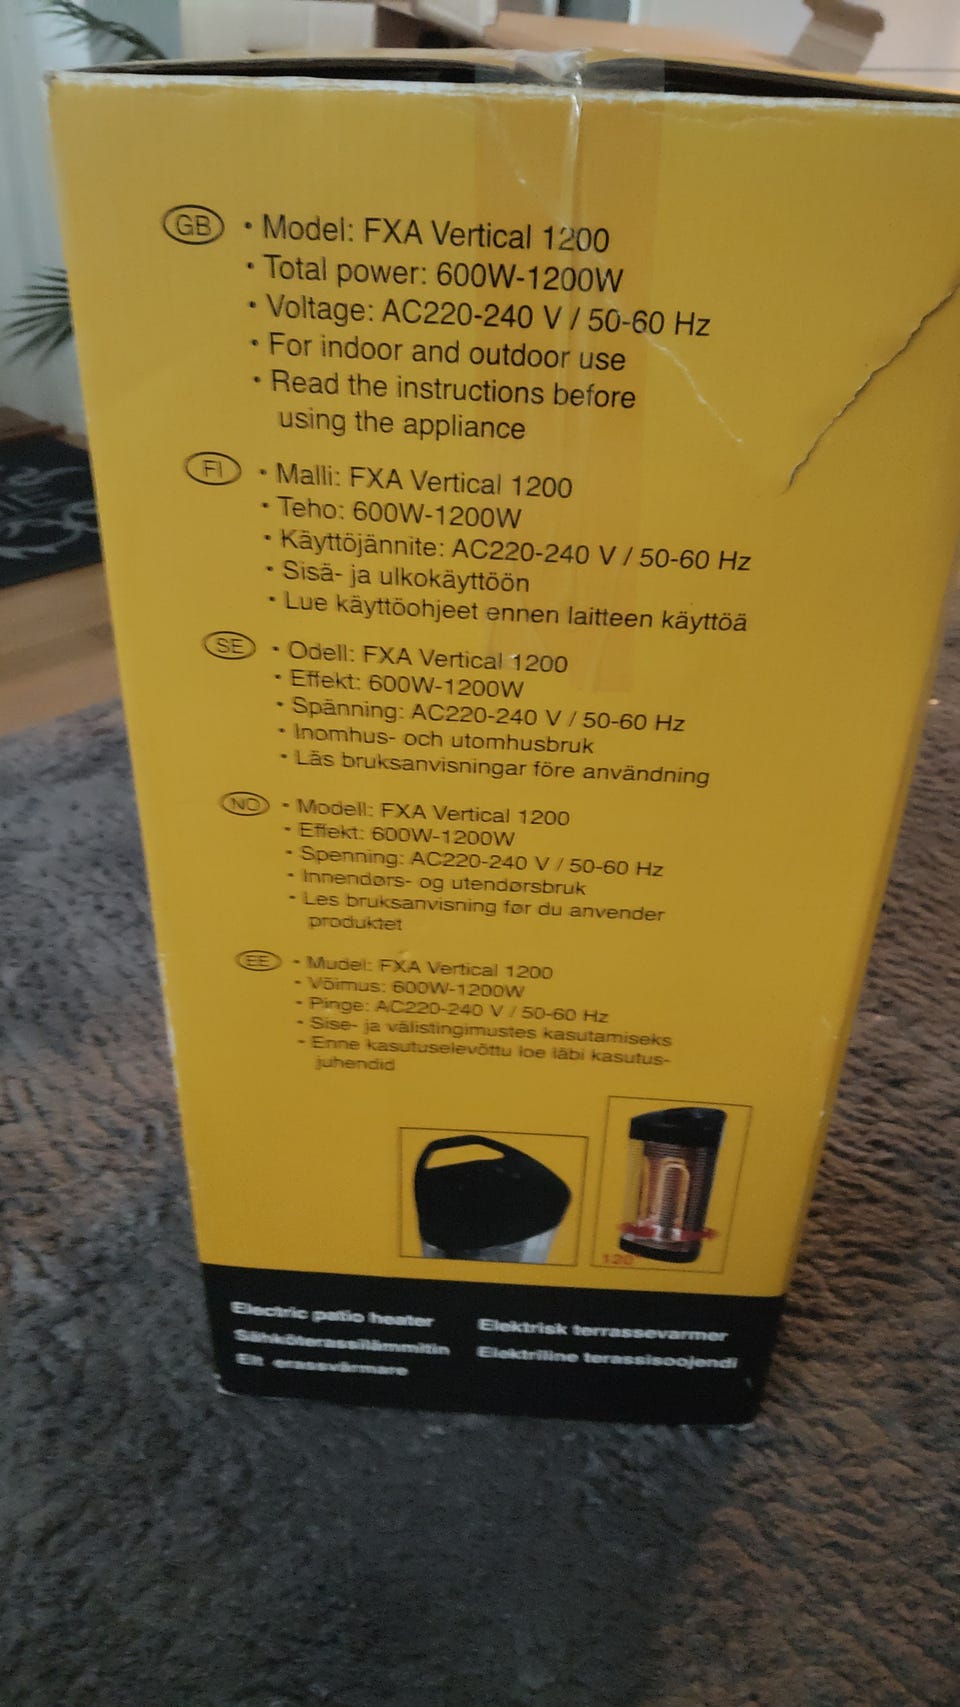 GB • Model: FXA Vertical 1200
• Total power: 600W-1200W
• Voltage: AC220-240 V / 50-60 Hz
• For indoor and outdoor use
• Read the instructions before
using the appliance
FI • Malli: FXA Vertical 1200
• Teho: 600W-1200W
• Käyttöjännite: AC220-240 V / 50-60 Hz
• Sisä- ja ulkokäyttöön
• Lue käyttöohjeet ennen laitteen käyttöä
SE • Odell: FXA Vertical 1200
• Effekt: 600W-1200W
• Spänning: AC220-240 V / 50-60 Hz
• Inomhus- och utomhusbruk
• Läs bruksanvisningar före användning
NO • Modell: FXA Vertical 1200
• Effekt: 600W-1200W
• Spenning: AC220-240 V / 50-60 Hz
• Innendørs- og utendørsbruk
• Les bruksanvisning før du anvender
produktet
EE • Mudel: FXA Vertical 1200
• Võimus: 600W-1200W
• Pinge: AC220-240 V / 50-60 Hz
• Sise- ja välistingimustes kasutamiseks
• Enne kasutuselevõttu loe läbi kasutus-
juhendid
120
Electric patio heater
Sähköterassilämmitin
Elektrisk terrassevarmer
Elektriline terassisoojendi